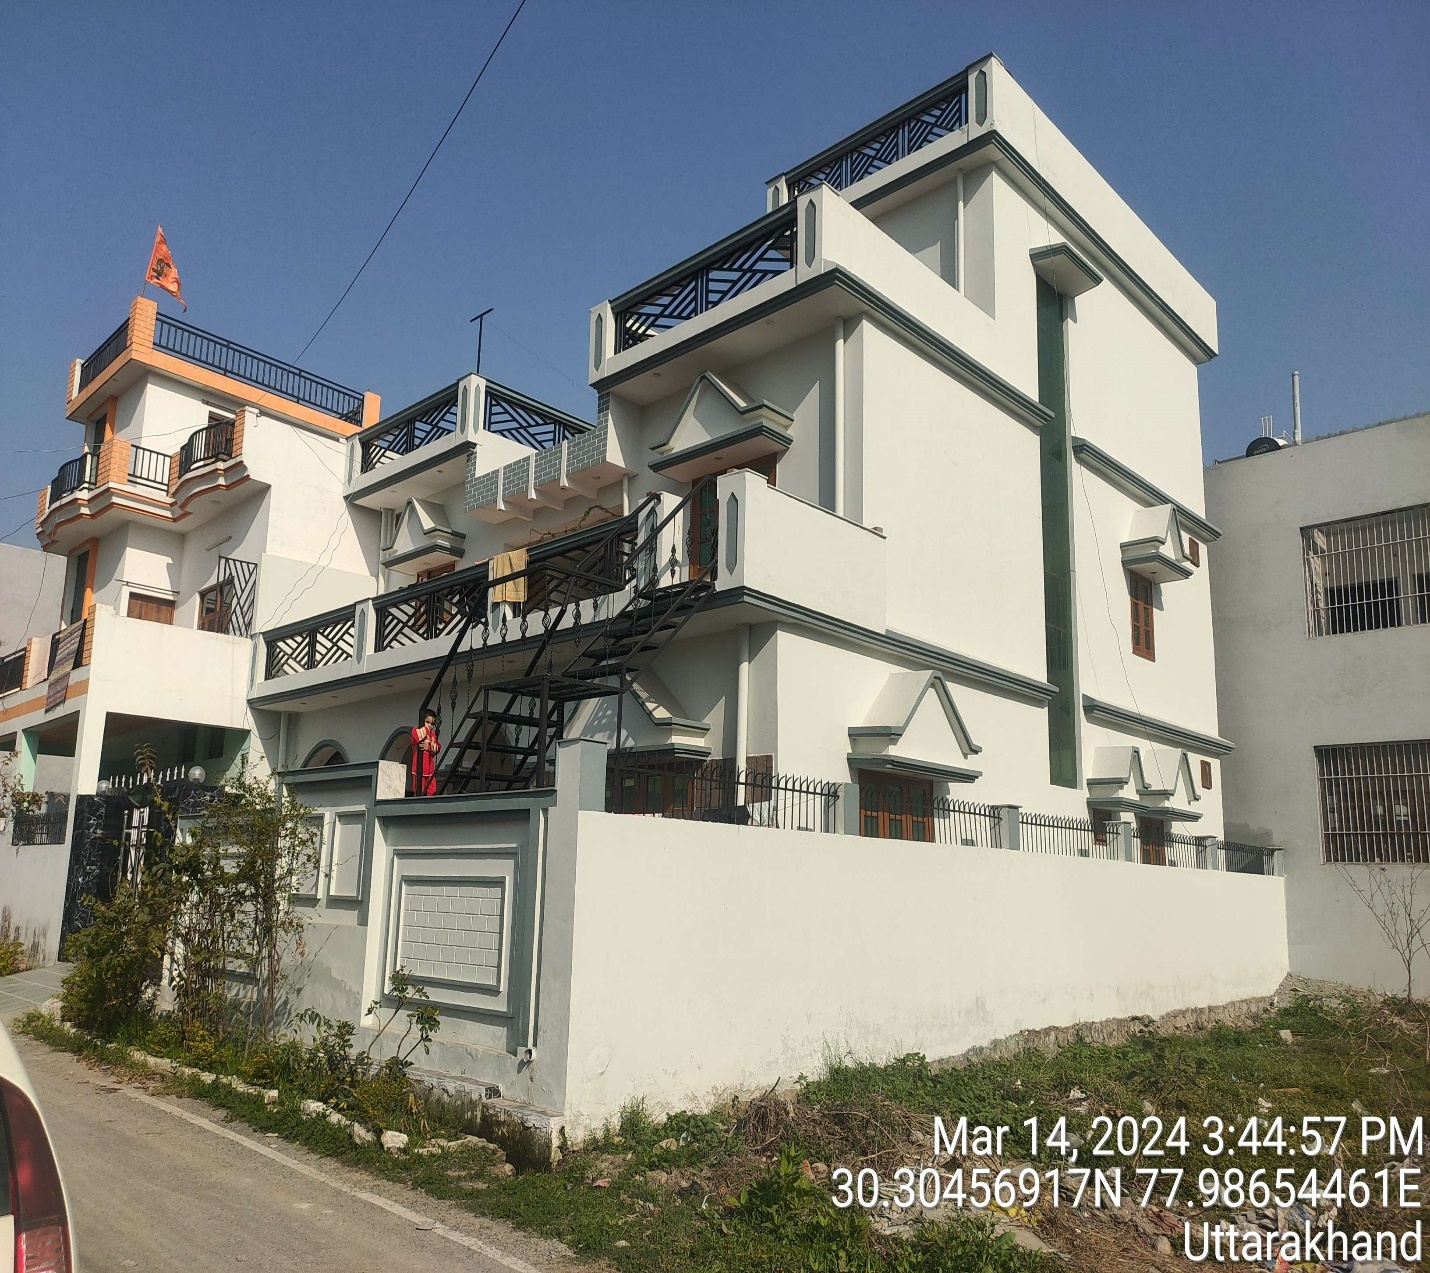 Mar 14, 2024 3:44:57 PM
30.30456917N 77.98654461E
Uttarakhand